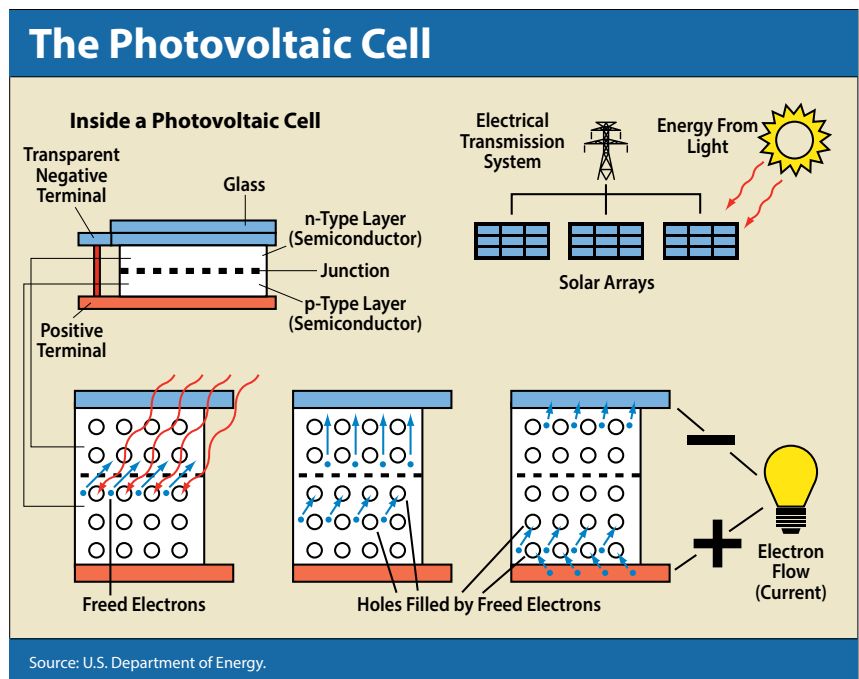 The Photovoltaic Cell
Inside a Photovoltaic Cell
Transparent
Negative
Terminal
Glass
n-Type Layer
(Semiconductor)
Junction
p-Type Layer
(Semiconductor)
Positive
Terminal
Electrical
Transmission
System
Energy From
Light
Solar Arrays
Freed Electrons
Holes Filled by Freed Electrons
Electron
Flow
(Current)
Source: U.S. Department of Energy.